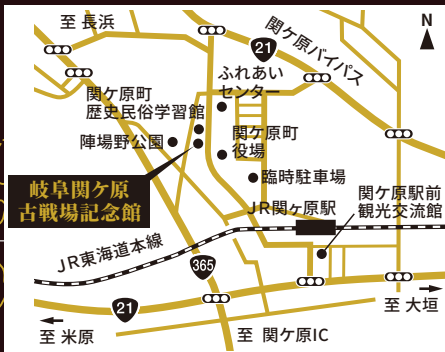 至 長浜
21
関ケ原バイパス
N
ふれあい
センター
関ケ原町
歴史民俗学習館
陣場野公園
関ケ原町
役場
臨時駐車場
岐阜関ケ原
古戦場記念館
JR関ヶ原駅
関ケ原駅前
観光交流館
JR東海道本線
365
21
至 米原
至 関ケ原IC
至 大垣